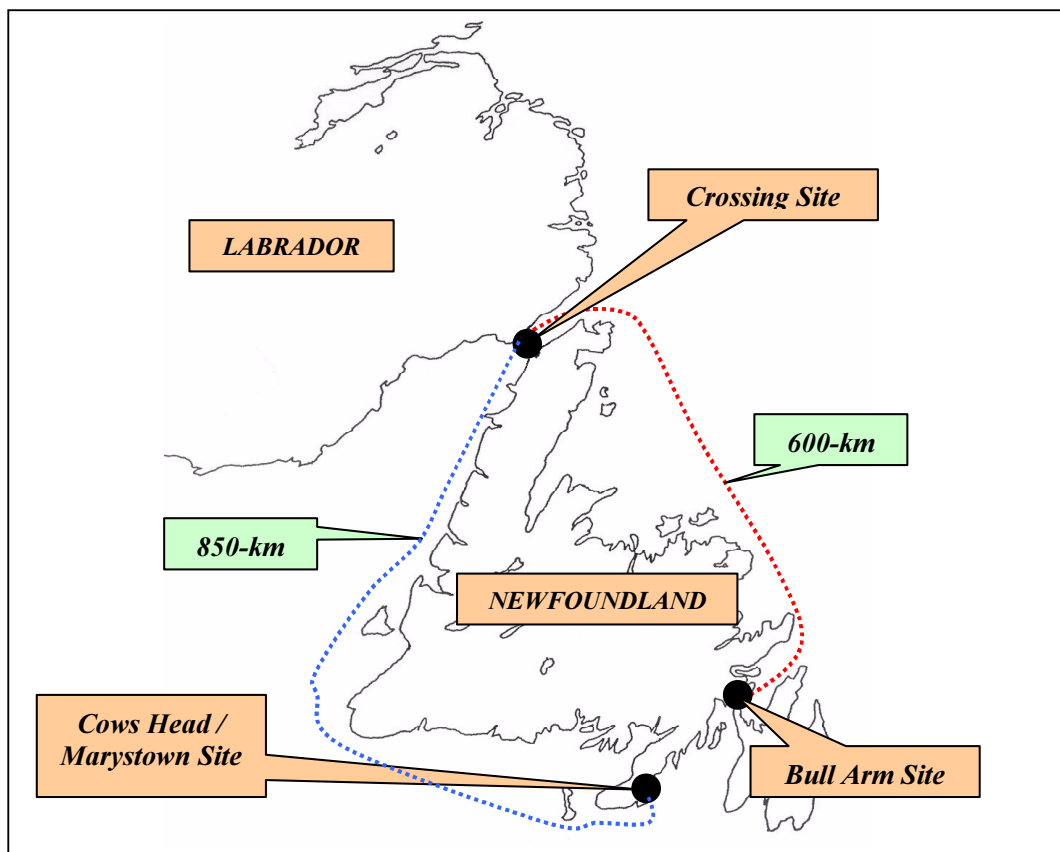 Crossing Site
LABRADOR
600-km
850-km
NEWFOUNDLAND
Cows Head /
Marystown Site
Bull Arm Site